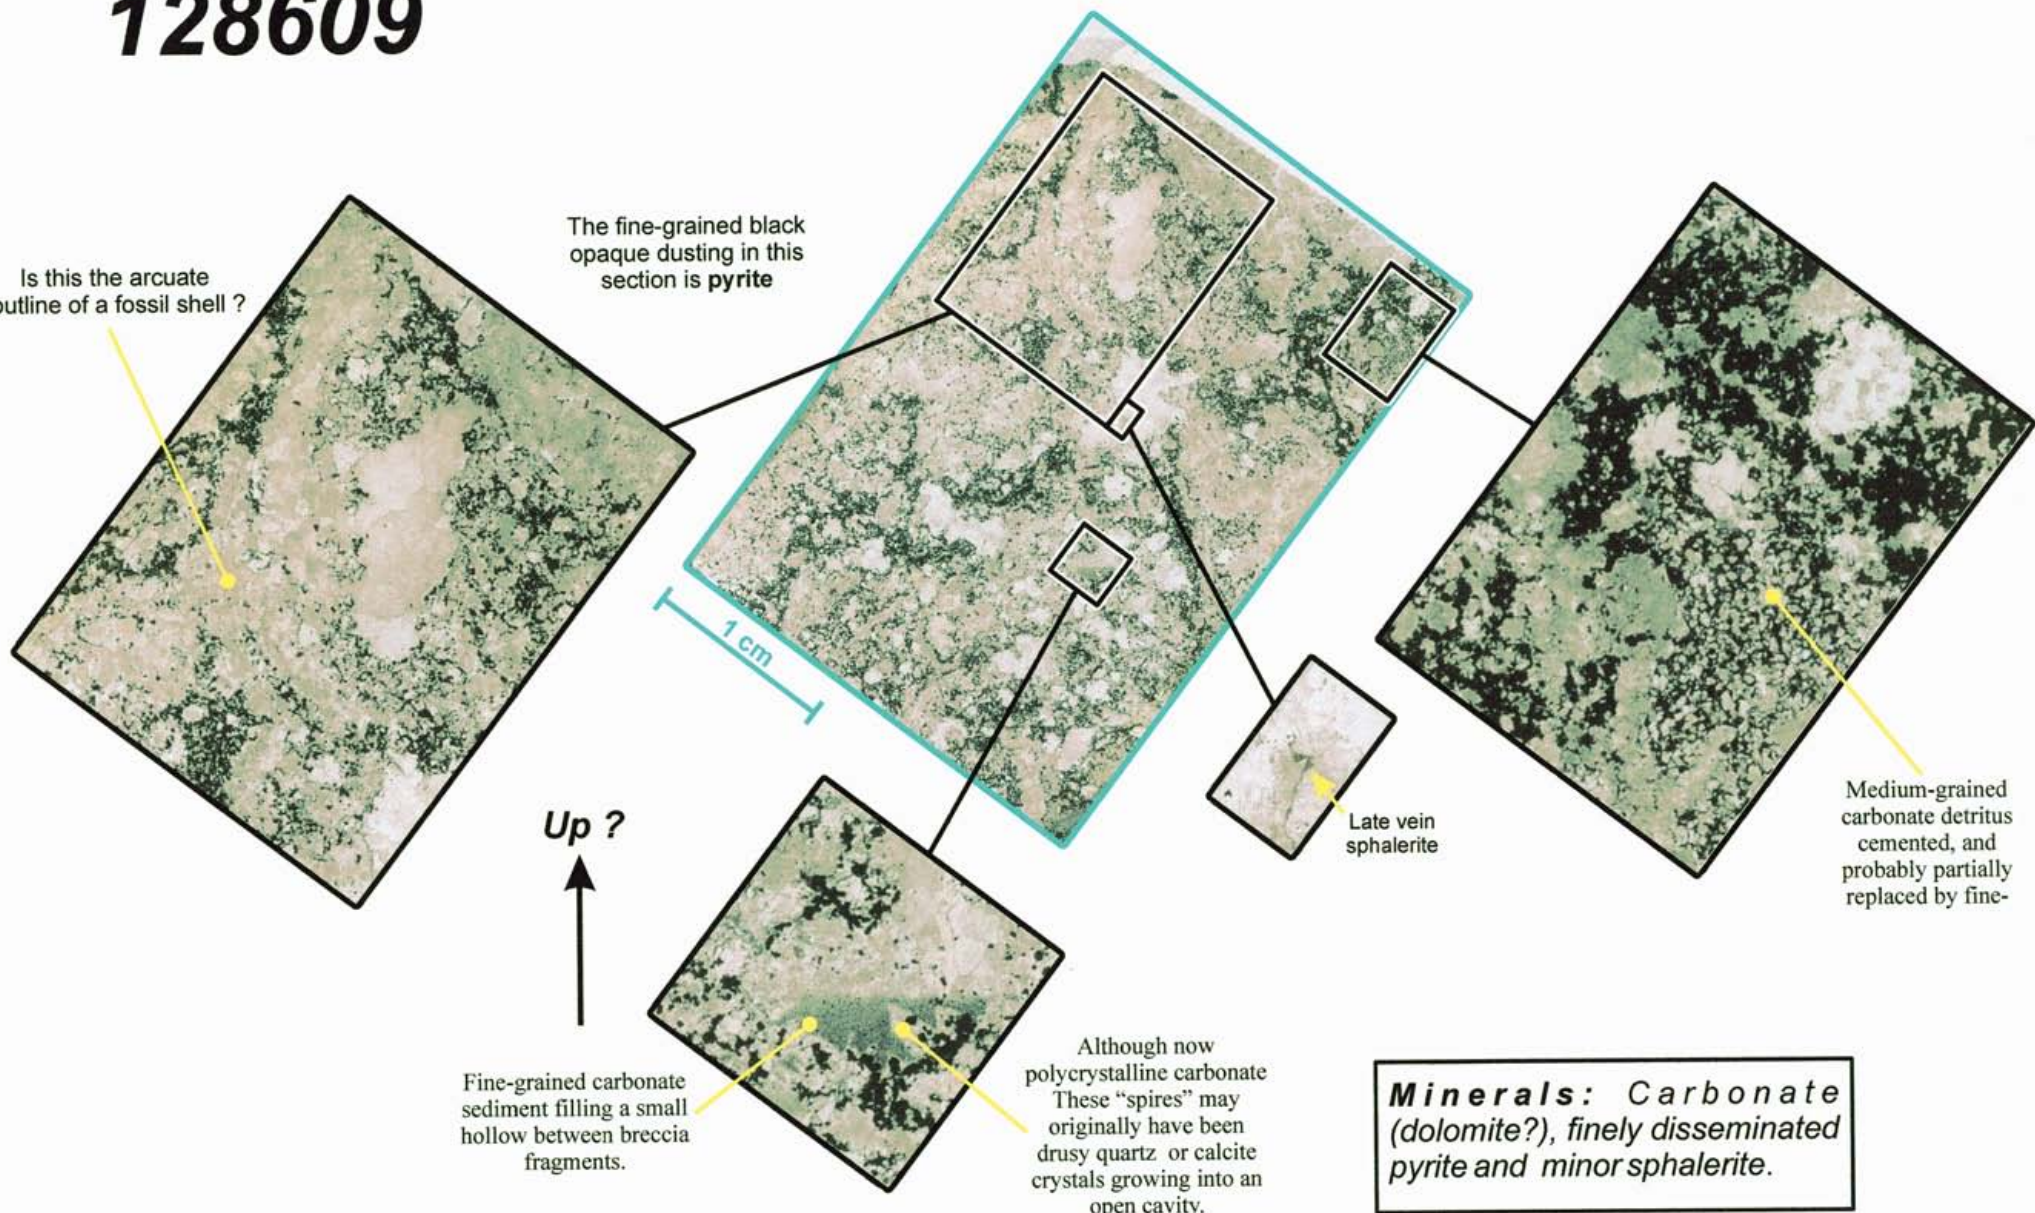 128609
The fine-grained black
opaque dusting in this
section is pyrite
Is this the arcuate
outline of a fossil shell ?
1 cm
Up ?
Late vein
sphalerite
Medium-grained
carbonate detritus
cemented, and
probably partially
replaced by fine-
Fine-grained carbonate
sediment filling a small
hollow between breccia
fragments.
Although now
polycrystalline carbonate
These “spires” may
originally have been
drusy quartz or calcite
crystals growing into an
open cavity.
Minerals: Carbonate
(dolomite?), finely disseminated
pyrite and minor sphalerite.